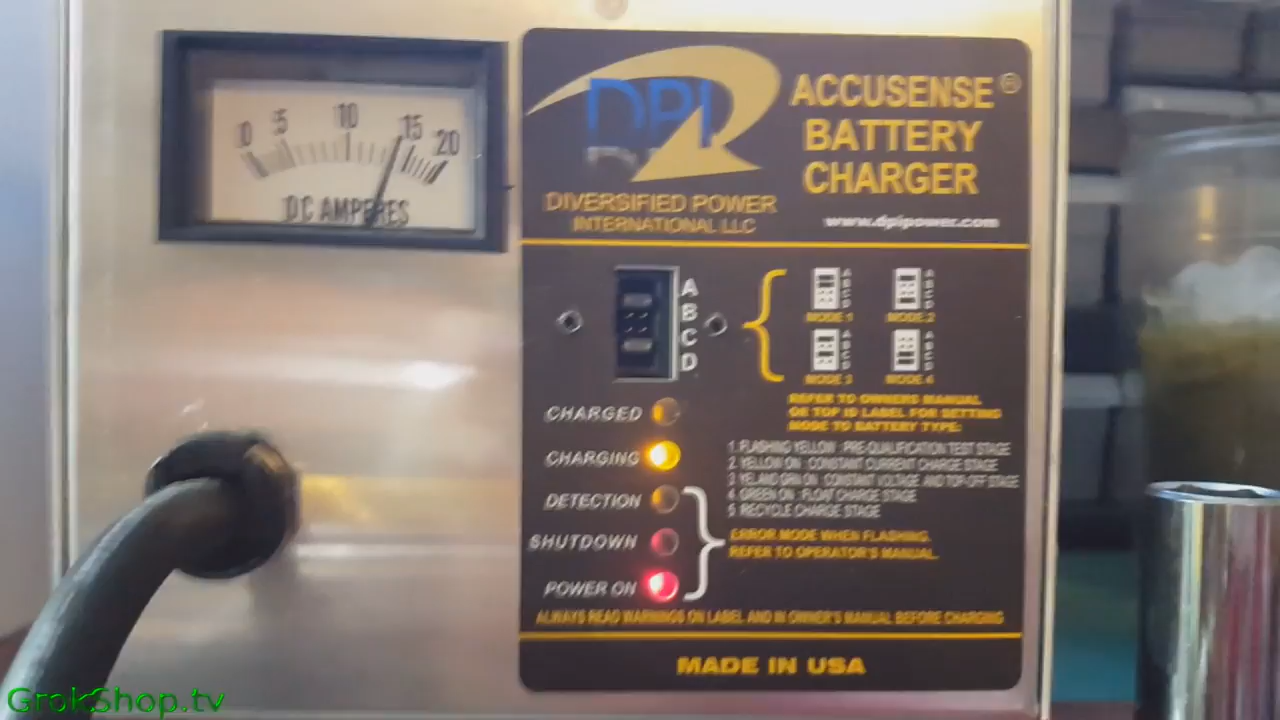 0 5 10 15 20
DC AMPERES
DPI
DIVERSIFIED POWER
INTERNATIONAL LLC
ACCUSENSE®
BATTERY
CHARGER
www.dpipower.com
A
B
C
D
A
B
C
D
MODE 1
A
B
C
D
MODE 2
A
B
C
D
MODE 3
A
B
C
D
MODE 4
REFER TO OWNERS MANUAL
OR TOP IS LABEL FOR SETTING
MODE TO BATTERY TYPE:
CHARGED
CHARGING
DETECTION
SHUTDOWN
POWER ON
1. FLASHING YELLOW : PRE-QUALIFICATION TEST STAGE
2. YELLOW ON : CONSTANT CURRENT CHARGE STAGE
3. YEL AND GRN ON : CONSTANT VOLTAGE AND TOP-OFF STAGE
4. GREEN ON : FLOAT CHARGE STAGE
5. RECYCLE CHARGE STAGE
ERROR MODE WHEN FLASHING.
REFER TO OPERATOR'S MANUAL.
ALWAYS READ WARNINGS ON LABEL AND IN OWNER'S MANUAL BEFORE CHARGING
MADE IN USA
GrokShop.tv